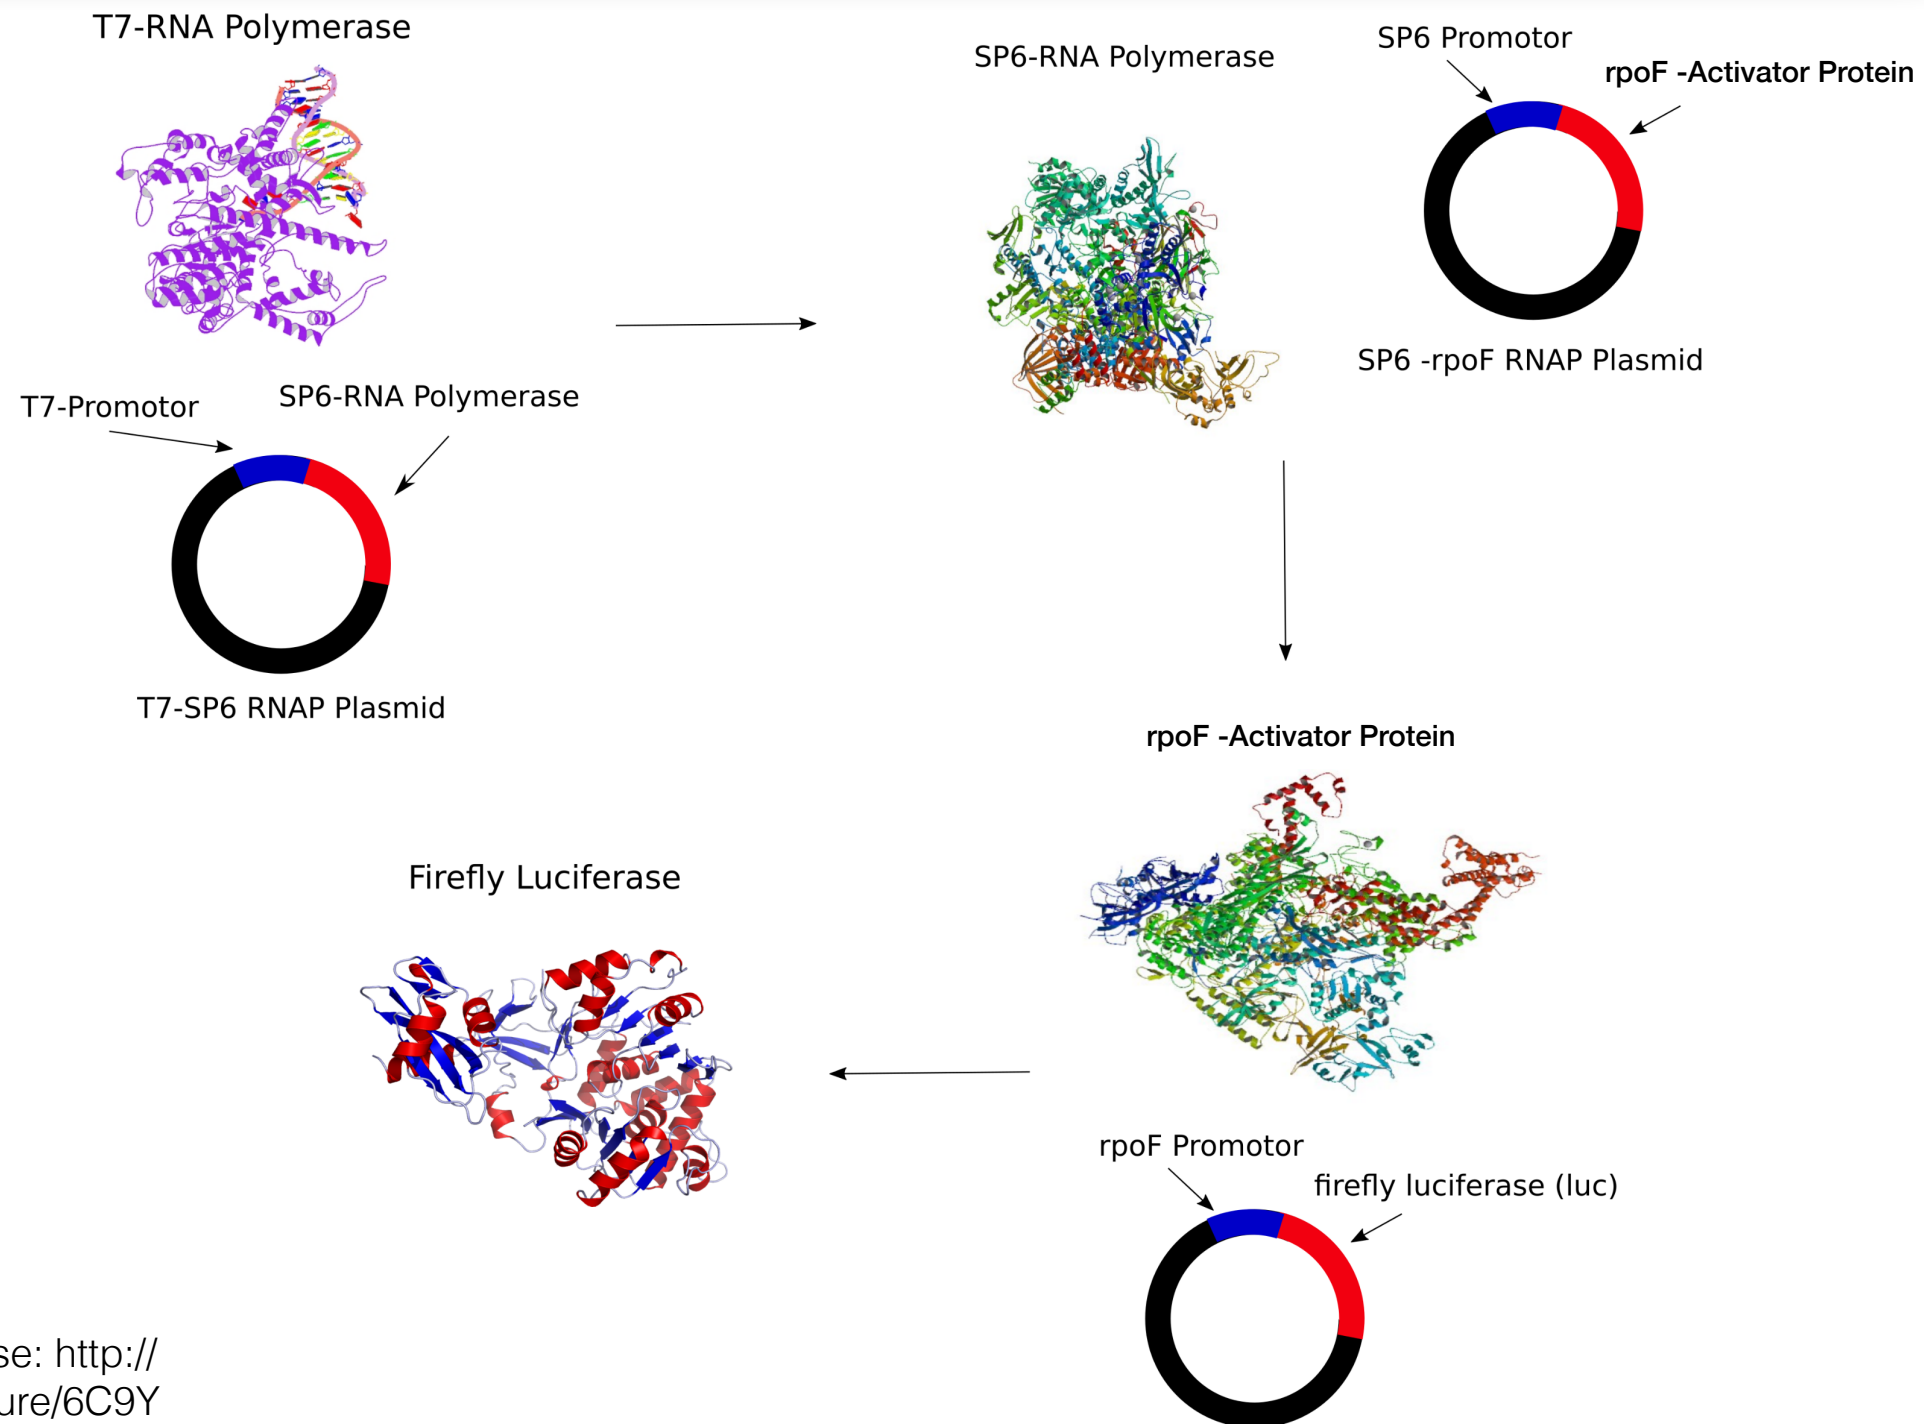 T7-RNA Polymerase
SP6-RNA Polymerase
SP6 Promotor
rpoF -Activator Protein
SP6 -rpoF RNAP Plasmid
T7-Promotor
SP6-RNA Polymerase
T7-SP6 RNAP Plasmid
rpoF -Activator Protein
Firefly Luciferase
rpoF Promotor
firefly luciferase (luc)
se: http://
ure/6C9Y